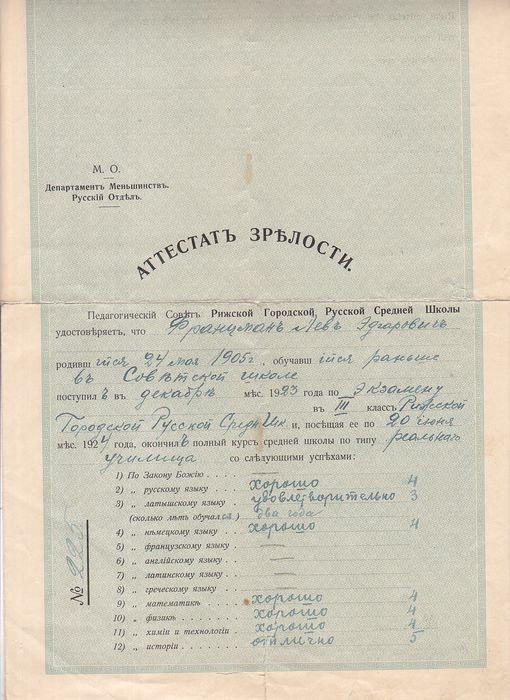 М. О.
Департаментъ Меньшинствъ.
Русскій Отдѣлъ.
АТТЕСТАТЪ ЗРѢЛОСТИ.
Педагогическій Совѣтъ Рижской Городской Русской Средней Школы
удостовѣряетъ, что Францманъ Левъ Эдгаровичъ
родившійся 24 мая 1905 г., обучавшійся раньше
въ Совѣтской школе
поступилъ въ декабрѣ мѣс. 1923 года по экзамену
въ III классъ Рижской
Городской Русской Средн. Шк. и, посѣщая ее по 20 іюня
мѣс. 1924 года, окончилъ полный курсъ средней школы по типу реальнаго
училища со слѣдующими успѣхами:
1) По Закону Божію . . . . —
2) „ русскому языку . . . хорошо 4
3) „ латышскому языку . . удовлетворительно 3
(сколько лѣтъ обучался) два года
4) „ нѣмецкому языку . . . хорошо 4
5) „ французскому языку . . —
6) „ англійскому языку . . —
7) „ латинскому языку . . . —
8) „ греческому языку . . . —
9) „ математикѣ . . . . . хорошо 4
10) „ физикѣ . . . . . . хорошо 4
11) „ химіи и технологіи . . хорошо 4
12) „ исторіи . . . . . . отлично 5
№ 225